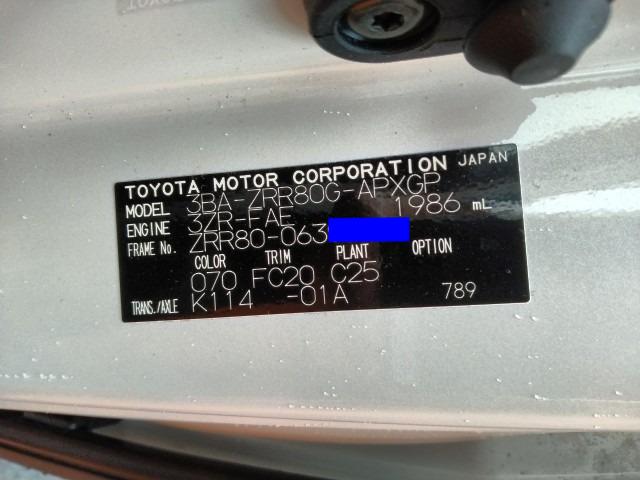 TOYOTA MOTOR CORPORATION JAPAN
MODEL 3BA-ZRR80G-APXGP
ENGINE 3ZR-FAE 1986 mL
FRAME No. ZRR80-063
COLOR TRIM PLANT OPTION
070 FC20 C25
TRANS./AXLE K114 -01A 789